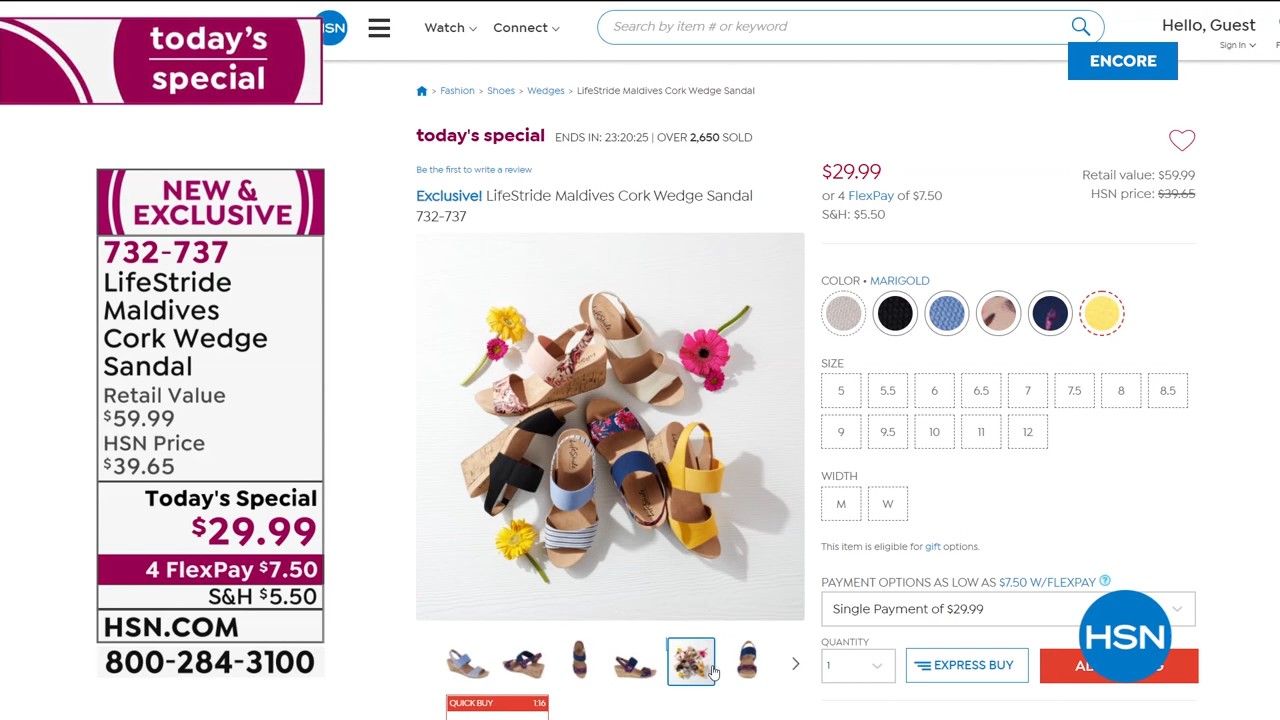 today's
special
HSN
Watch
Connect
Search by item # or keyword
Hello, Guest
Sign In
ENCORE
Fashion > Shoes > Wedges > LifeStride Maldives Cork Wedge Sandal
today's special ENDS IN: 23:20:25 | OVER 2,650 SOLD
Be the first to write a review
Exclusive! LifeStride Maldives Cork Wedge Sandal
732-737
$29.99
or 4 FlexPay of $7.50
S&H: $5.50
Retail value: $59.99
HSN price: $39.65
NEW &
EXCLUSIVE
732-737
LifeStride
Maldives
Cork Wedge
Sandal
Retail Value
$59.99
HSN Price
$39.65
Today's Special
$29.99
4 FlexPay $7.50
S&H $5.50
HSN.COM
800-284-3100
COLOR • MARIGOLD
SIZE
5 5.5 6 6.5 7 7.5 8 8.5
9 9.5 10 11 12
WIDTH
M W
This item is eligible for gift options.
PAYMENT OPTIONS AS LOW AS $7.50 W/FLEXPAY ?
Single Payment of $29.99
QUANTITY
1
EXPRESS BUY
HSN
QUICK BUY 1:16